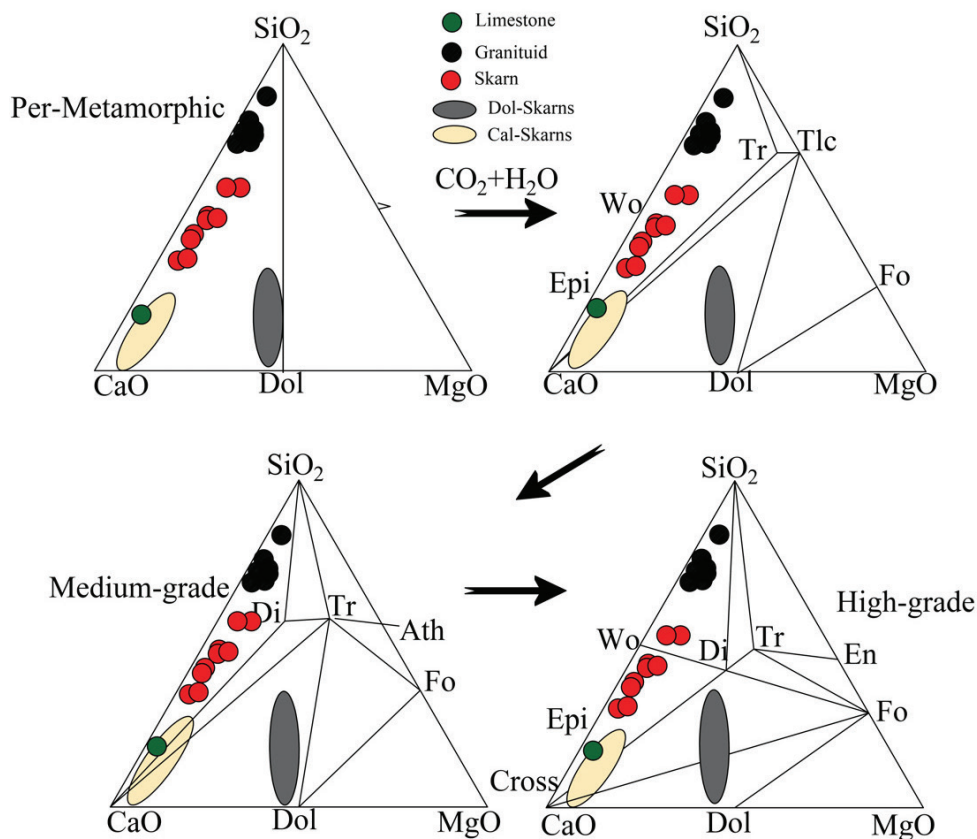 Limestone
Granituid
Skarn
Dol-Skarns
Cal-Skarns
SiO₂
Per-Metamorphic
CaO
Dol
MgO
CO₂+H₂O
SiO₂
Tr
Tlc
Wo
Epi
Fo
CaO
Dol
MgO
SiO₂
Medium-grade
Di
Tr
Ath
Fo
CaO
Dol
MgO
SiO₂
High-grade
Wo
Di
Tr
En
Epi
Fo
Cross
CaO
Dol
MgO